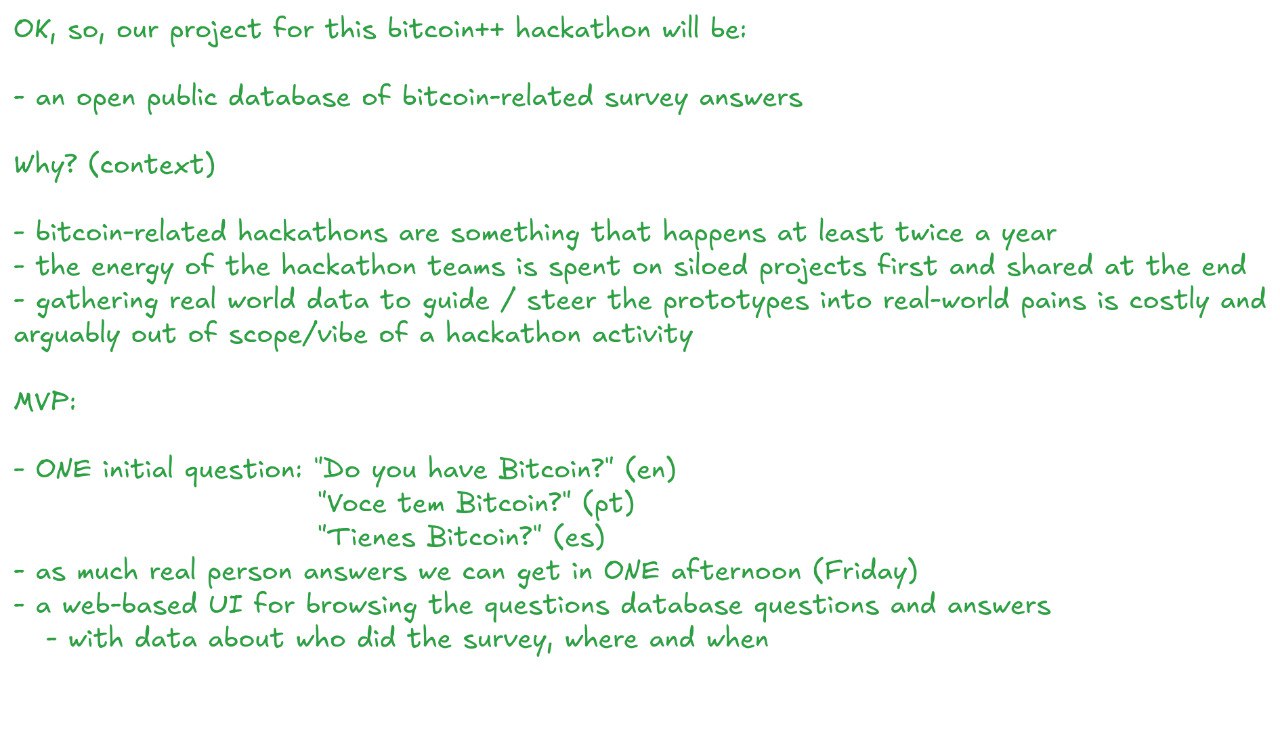 OK, so, our project for this bitcoin++ hackathon will be:
- an open public database of bitcoin-related survey answers
Why? (context)
- bitcoin-related hackathons are something that happens at least twice a year
- the energy of the hackathon teams is spent on siloed projects first and shared at the end
- gathering real world data to guide / steer the prototypes into real-world pains is costly and
arguably out of scope/vibe of a hackathon activity
MVP:
- ONE initial question: "Do you have Bitcoin?" (en)
"Voce tem Bitcoin?" (pt)
"Tienes Bitcoin?" (es)
- as much real person answers we can get in ONE afternoon (Friday)
- a web-based UI for browsing the questions database questions and answers
- with data about who did the survey, where and when